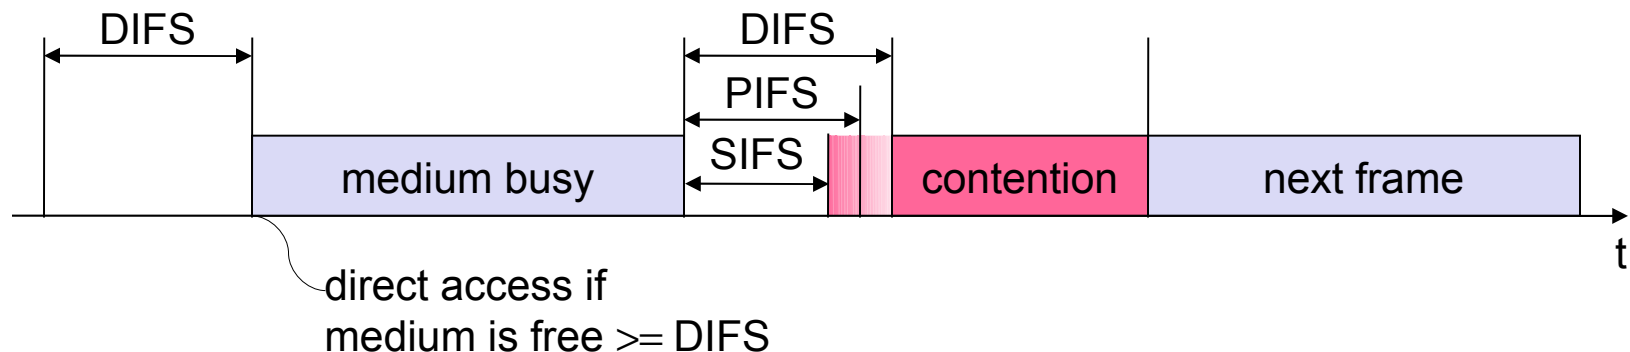 DIFS
DIFS
PIFS
SIFS
medium busy
contention
next frame
t
direct access if
medium is free >= DIFS